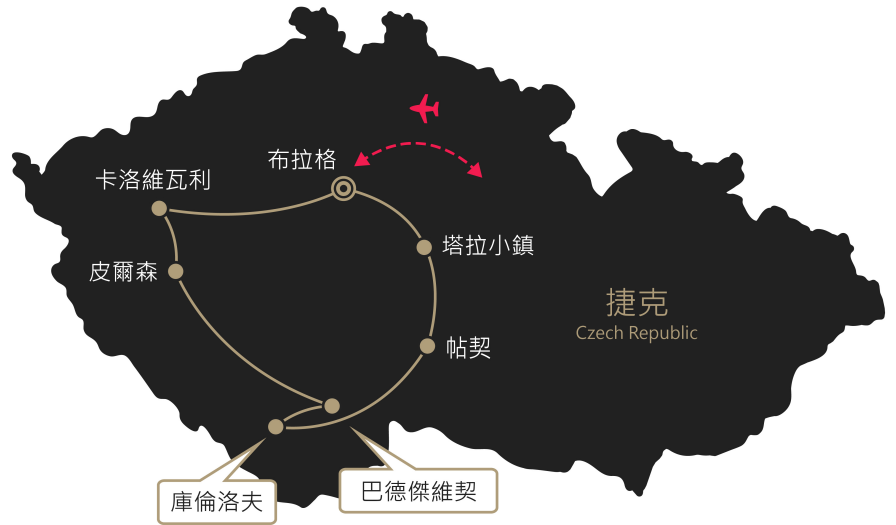 布拉格
卡洛維瓦利
塔拉小鎮
皮爾森
捷克
Czech Republic
帖契
巴德傑維契
庫倫洛夫